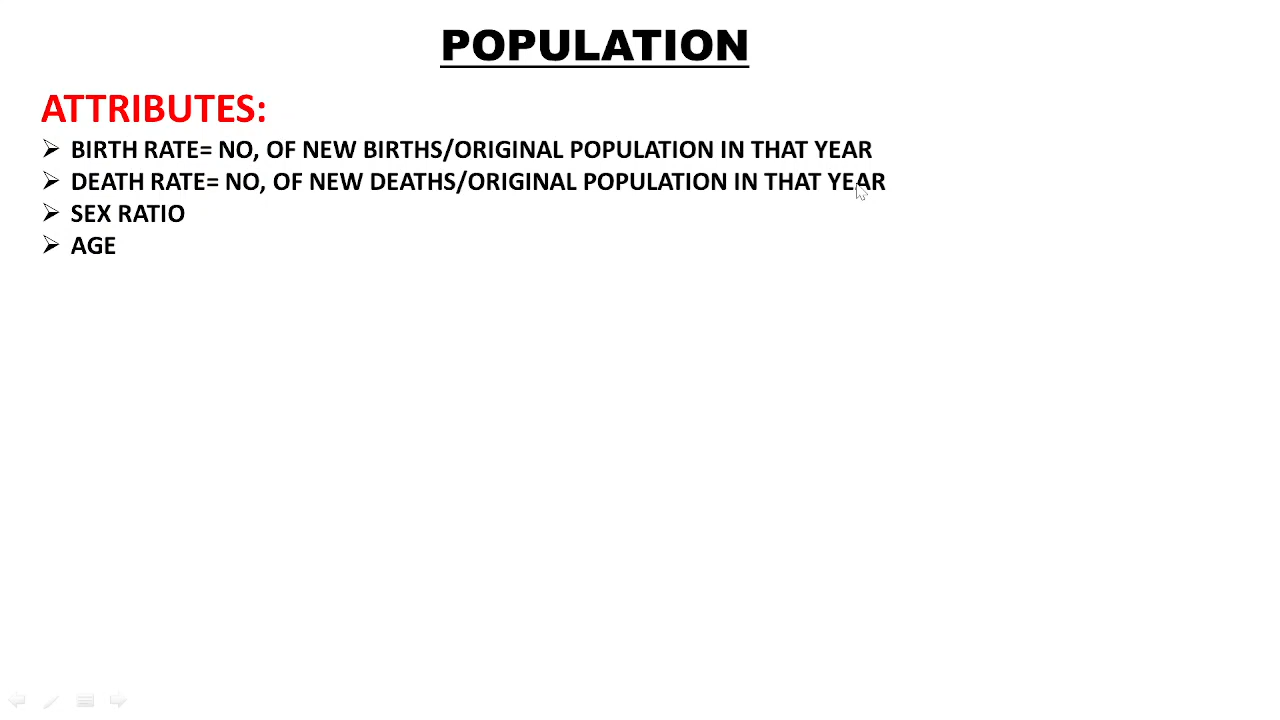 POPULATION
ATTRIBUTES:
BIRTH RATE= NO, OF NEW BIRTHS/ORIGINAL POPULATION IN THAT YEAR
DEATH RATE= NO, OF NEW DEATHS/ORIGINAL POPULATION IN THAT YEAR
SEX RATIO
AGE